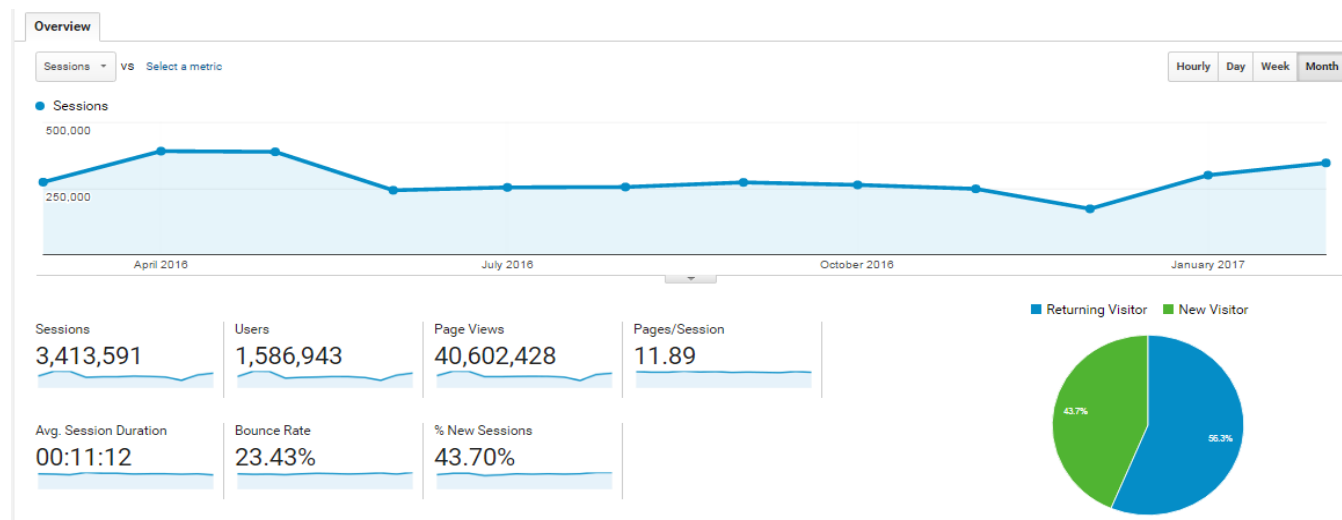 Overview
Sessions VS Select a metric
Hourly Day Week Month
Sessions
500,000
250,000
April 2016 July 2016 October 2016 January 2017
Returning Visitor New Visitor
Sessions Users Page Views Pages/Session
3,413,591 1,586,943 40,602,428 11.89
43.7%
56.3%
Avg. Session Duration Bounce Rate % New Sessions
00:11:12 23.43% 43.70%